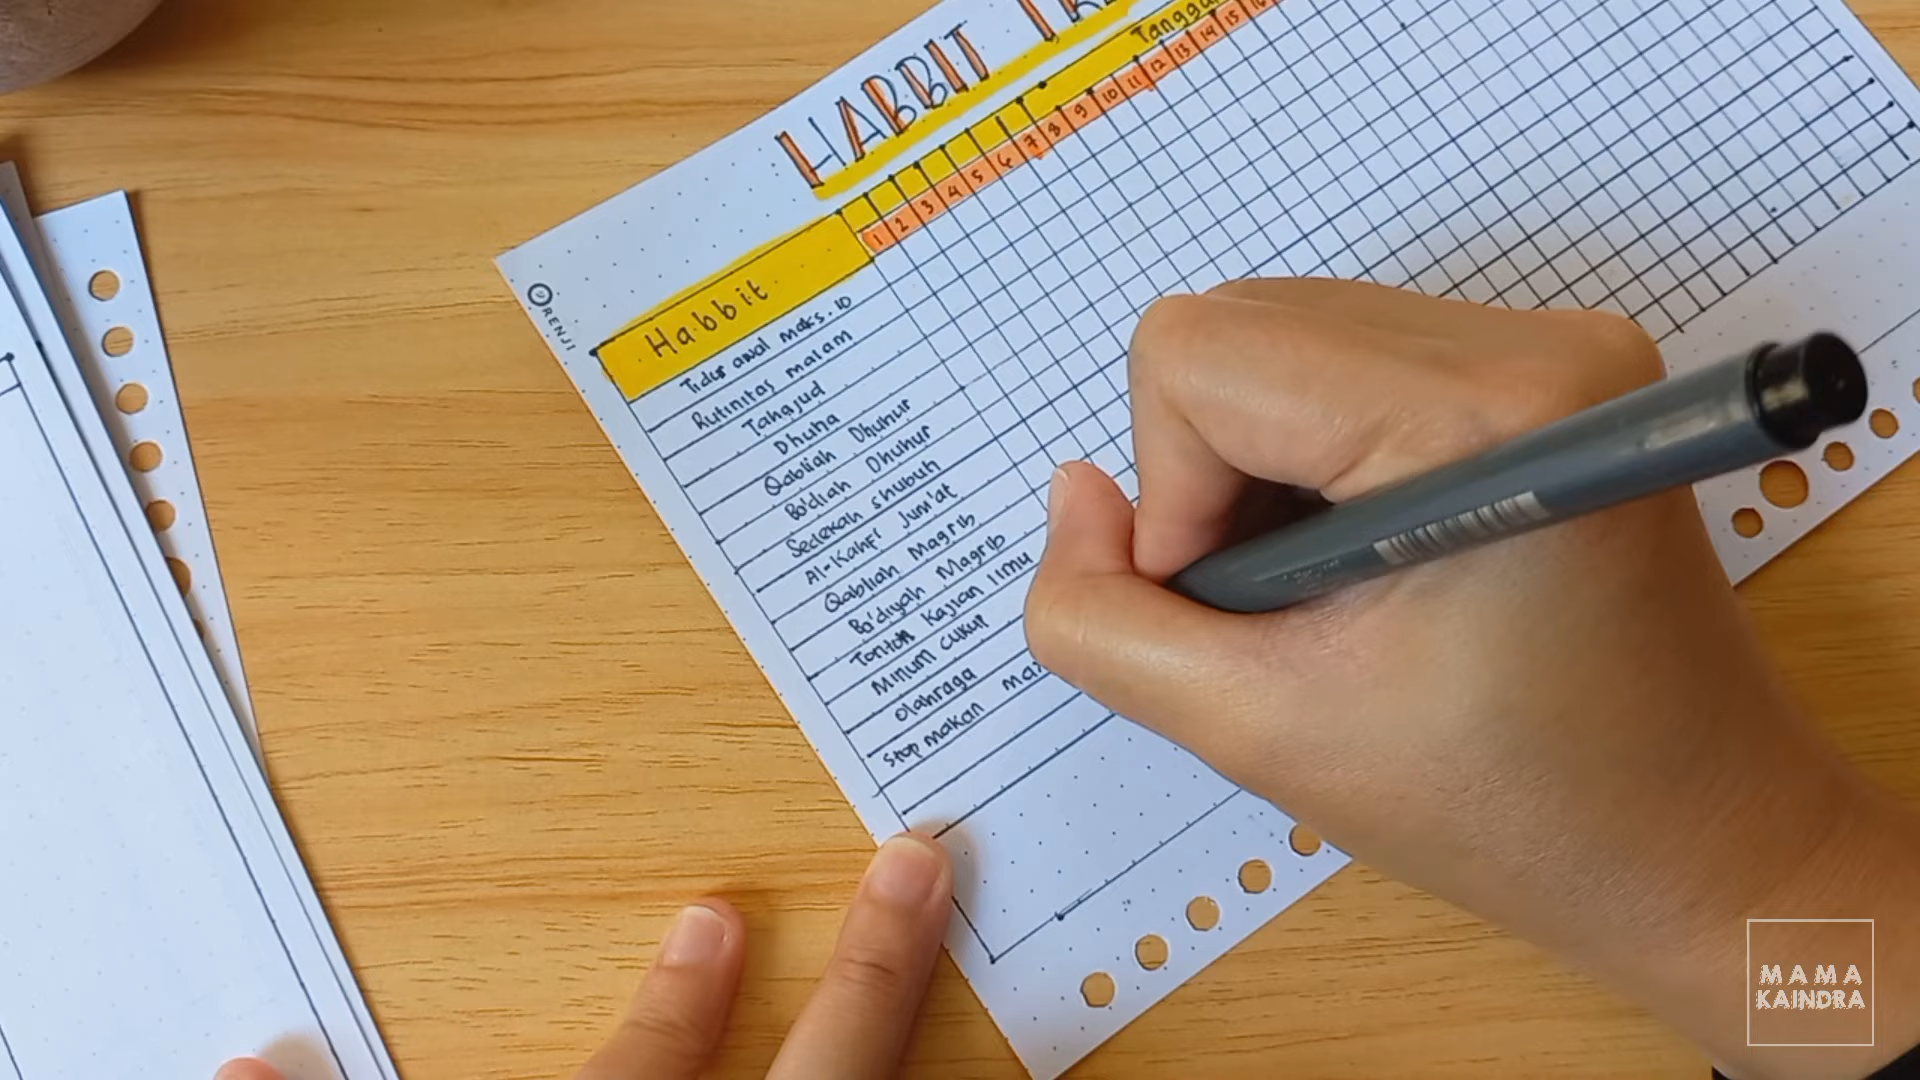 HABBIT TR
Tanggal
1 2 3 4 5 6 7 8 9 10 11 12 13 14 15 16
Habbit
Tidur awal maks. 10
Rutinitas malam
Tahajud
Dhuha
Qabliah Dhuhur
Ba'diah Dhuhur
Sedekah shubuh
Al-Kahfi Jum'at
Qabliah Magrib
Ba'diyah Magrib
Tonton Kajian Ilmu
Minum cukup
Olahraga
Stop makan
RENJI
MAMA
KAINDRA